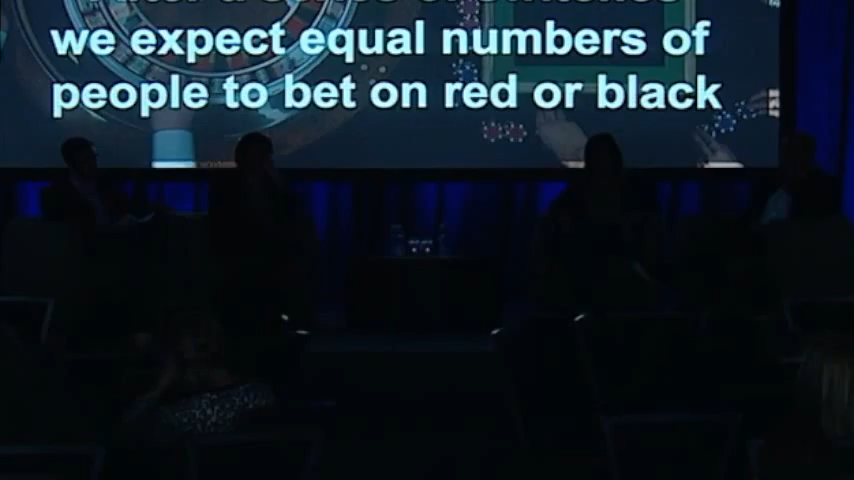 we expect equal numbers of
people to bet on red or black